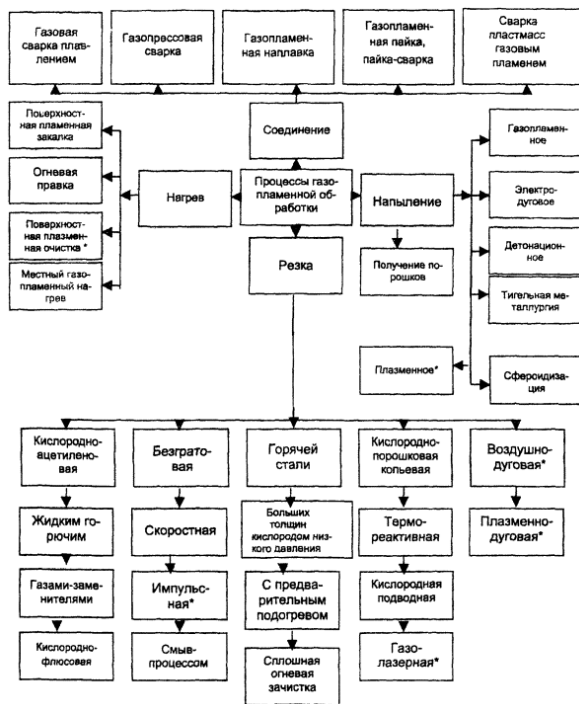 Газовая
сварка плав-
лением
Газопрессовая
сварка
Газопламен-
ная наплавка
Газопламен-
ная пайка,
пайка-сварка
Сварка
пластмасс
газовым
пламенем
Поверхност-
ная пламенная
закалка
Огневая
правка
Поверхност-
ная плазмен-
ная очистка *
Местный газо-
пламенный на-
грев
Нагрев
Соединение
Процессы газо-
пламенной об-
работки
Резка
Напыление
Получение по-
рошков
Газопламен-
ное
Электро-
дуговое
Детонацион-
ное
Тигельная ме-
таллургия
Плазменное*
Сфероидиза-
ция
Кислородно-
ацетилено-
вая
Безграто-
вая
Горячей
стали
Кислородно-
порошковая
копьевая
Воздушно-
дуговая*
Жидким го-
рючим
Скоростная
Больших
толщин
кислородом низ-
кого давления
Термо-
реактивная
Плазменно-
дуговая*
Газами-заме-
нителями
Импульс-
ная*
С предва-
рительным
подогревом
Кислородная
подводная
Кислородно-
флюсовая
Смыв-
процессом
Сплошная
огневая
зачистка
Газо-
лазерная*